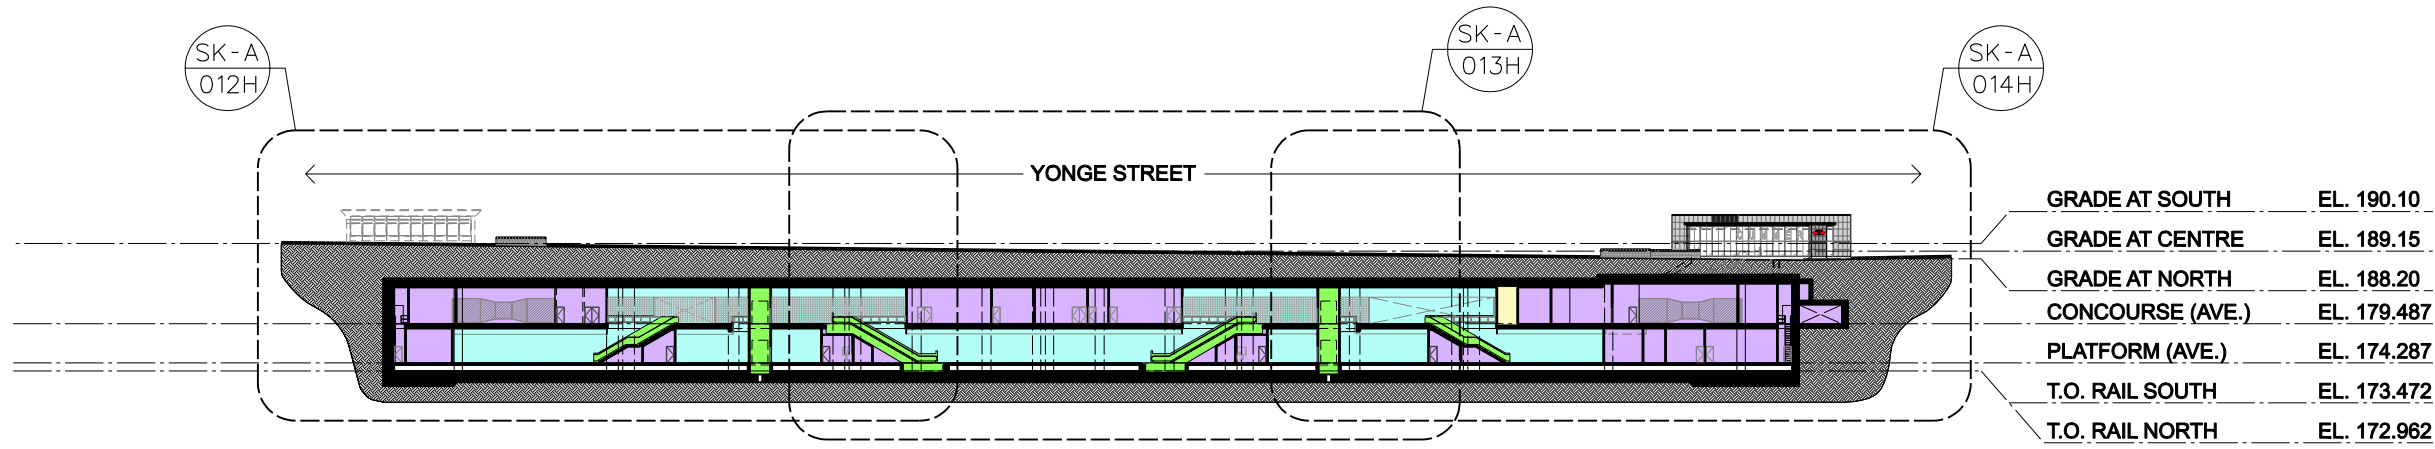 SK-A
012H
SK-A
013H
SK-A
014H
YONGE STREET
CUMMER
GRADE AT SOUTH EL. 190.10
GRADE AT CENTRE EL. 189.15
GRADE AT NORTH EL. 188.20
CONCOURSE (AVE.) EL. 179.487
PLATFORM (AVE.) EL. 174.287
T.O. RAIL SOUTH EL. 173.472
T.O. RAIL NORTH EL. 172.962